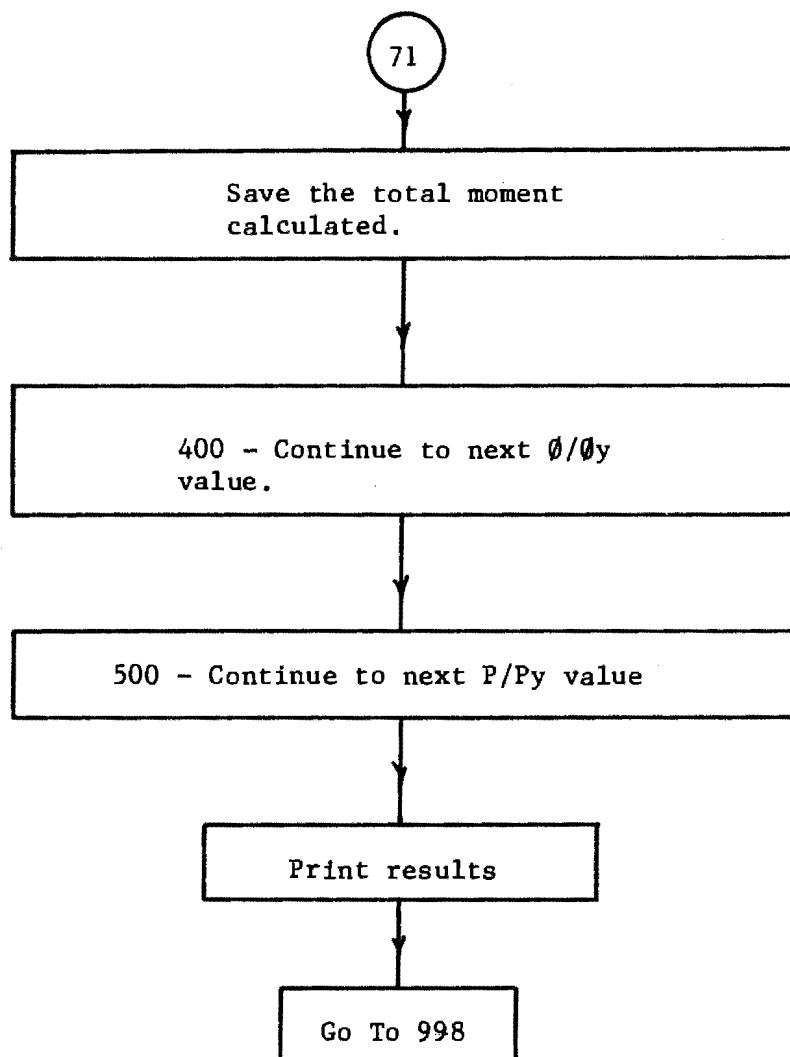 71
Save the total moment
calculated.
400 - Continue to next Ø/Øy
value.
500 - Continue to next P/Py value
Print results
Go To 998